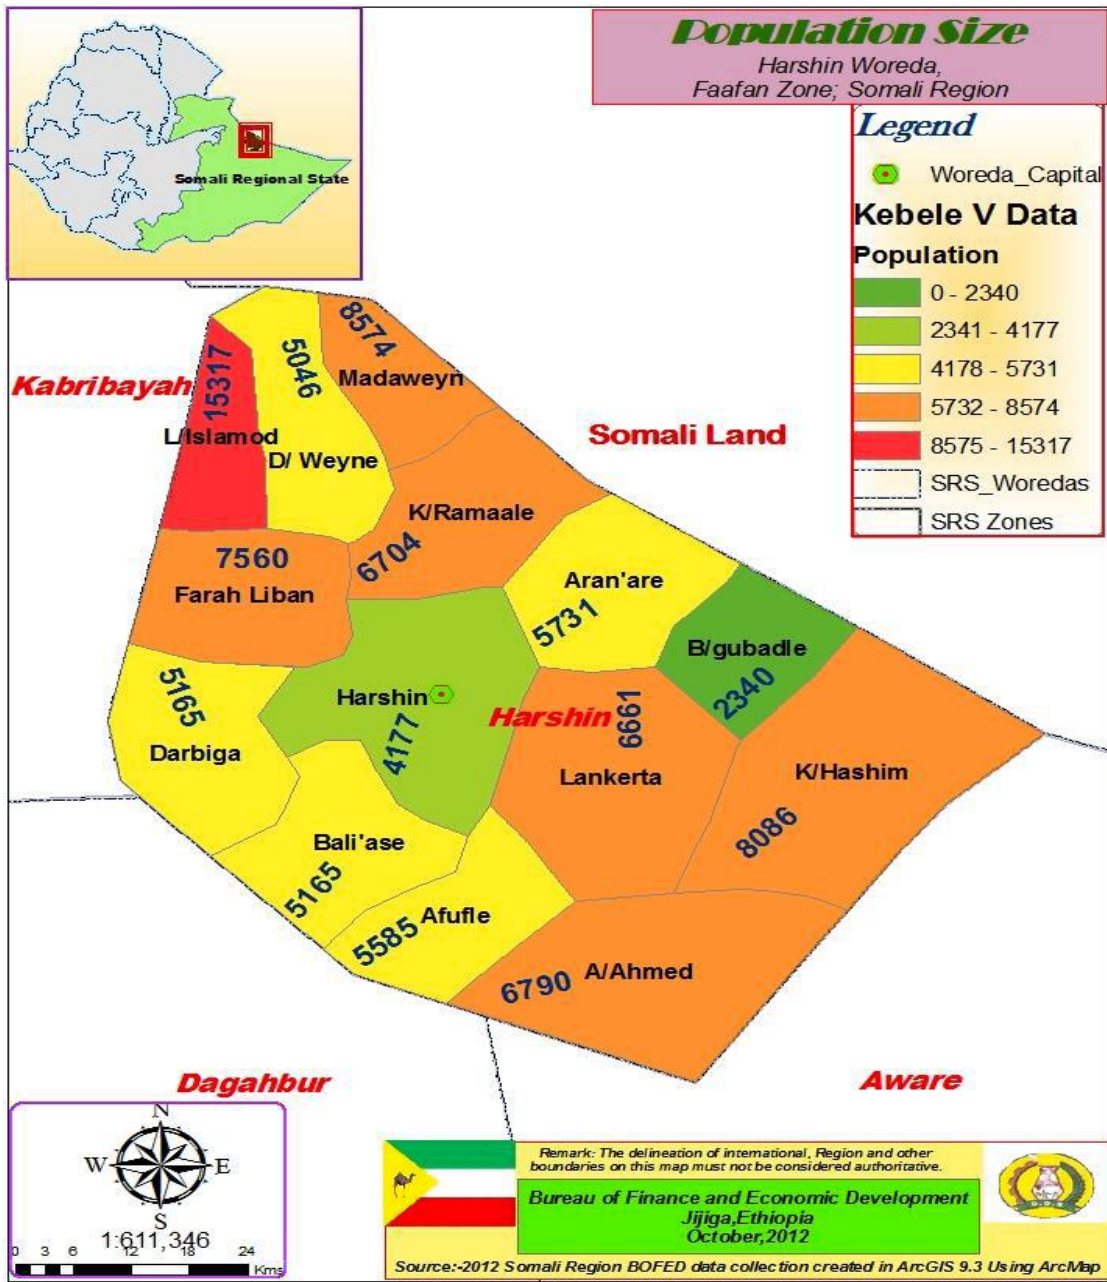 Population Size
Harshin Woreda,
Faafan Zone; Somali Region
Somali Regional State
Legend
Woreda_Capital
Kebele V Data
Population
0 - 2340
2341 - 4177
4178 - 5731
5732 - 8574
8575 - 15317
SRS_Woredas
SRS Zones
Kabribayah
15317
L/Islamod
5046
D/ Weyne
8574
Madaweyn
Somali Land
K/Ramaale
6704
7560
Farah Liban
Aran'are
5731
B/gubadle
2340
5165
Darbiga
Harshin
4177
Harshin
6661
Lankerta
K/Hashim
8086
Bali'ase
5165
Afufle
5585
A/Ahmed
6790
Dagahbur
Aware
N
W E
S
1:611,346
0 3 6 12 18 24
Kms
Remark: The delineation of international, Region and other
boundaries on this map must not be considered authoritative.
Bureau of Finance and Economic Development
Jijiga,Ethiopia
October,2012
Source:-2012 Somali Region BOFED data collection created in ArcGIS 9.3 Using ArcMap